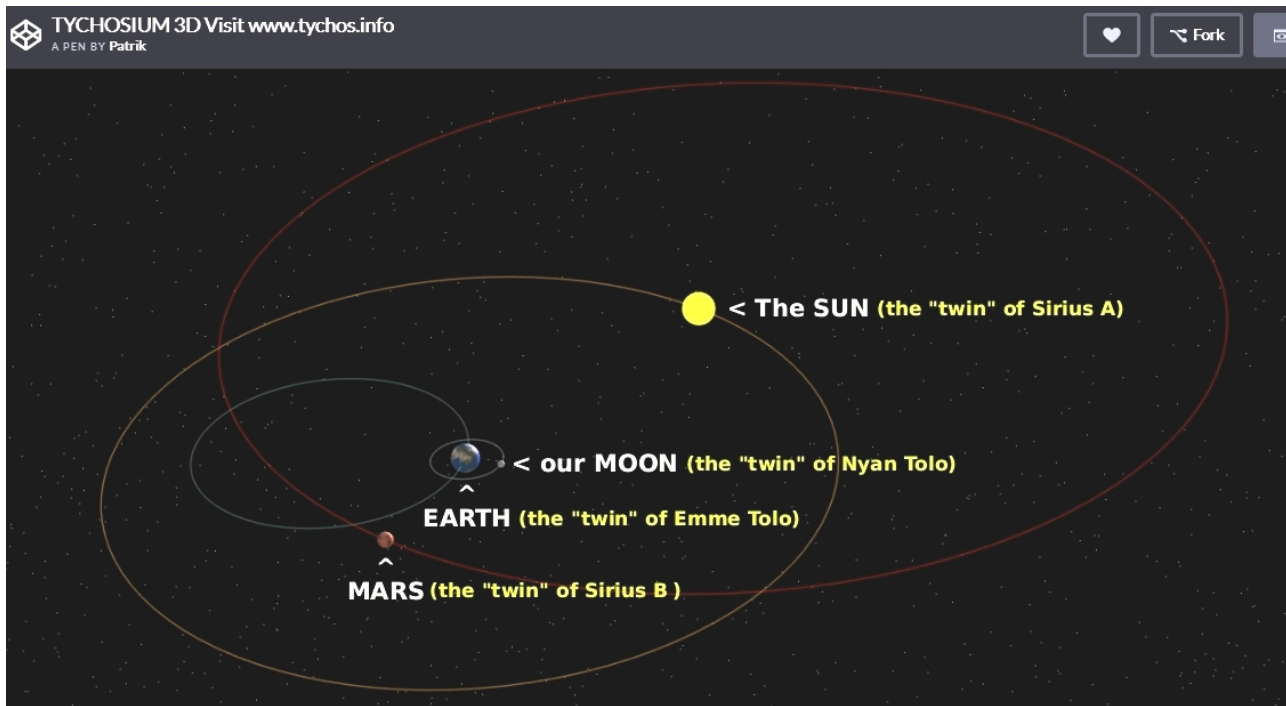 TYCHOSIUM 3D Visit www.tychos.info
A PEN BY Patrik
Fork
< The SUN (the "twin" of Sirius A)
< our MOON (the "twin" of Nyan Tolo)
^
EARTH (the "twin" of Emme Tolo)
^
MARS (the "twin" of Sirius B )